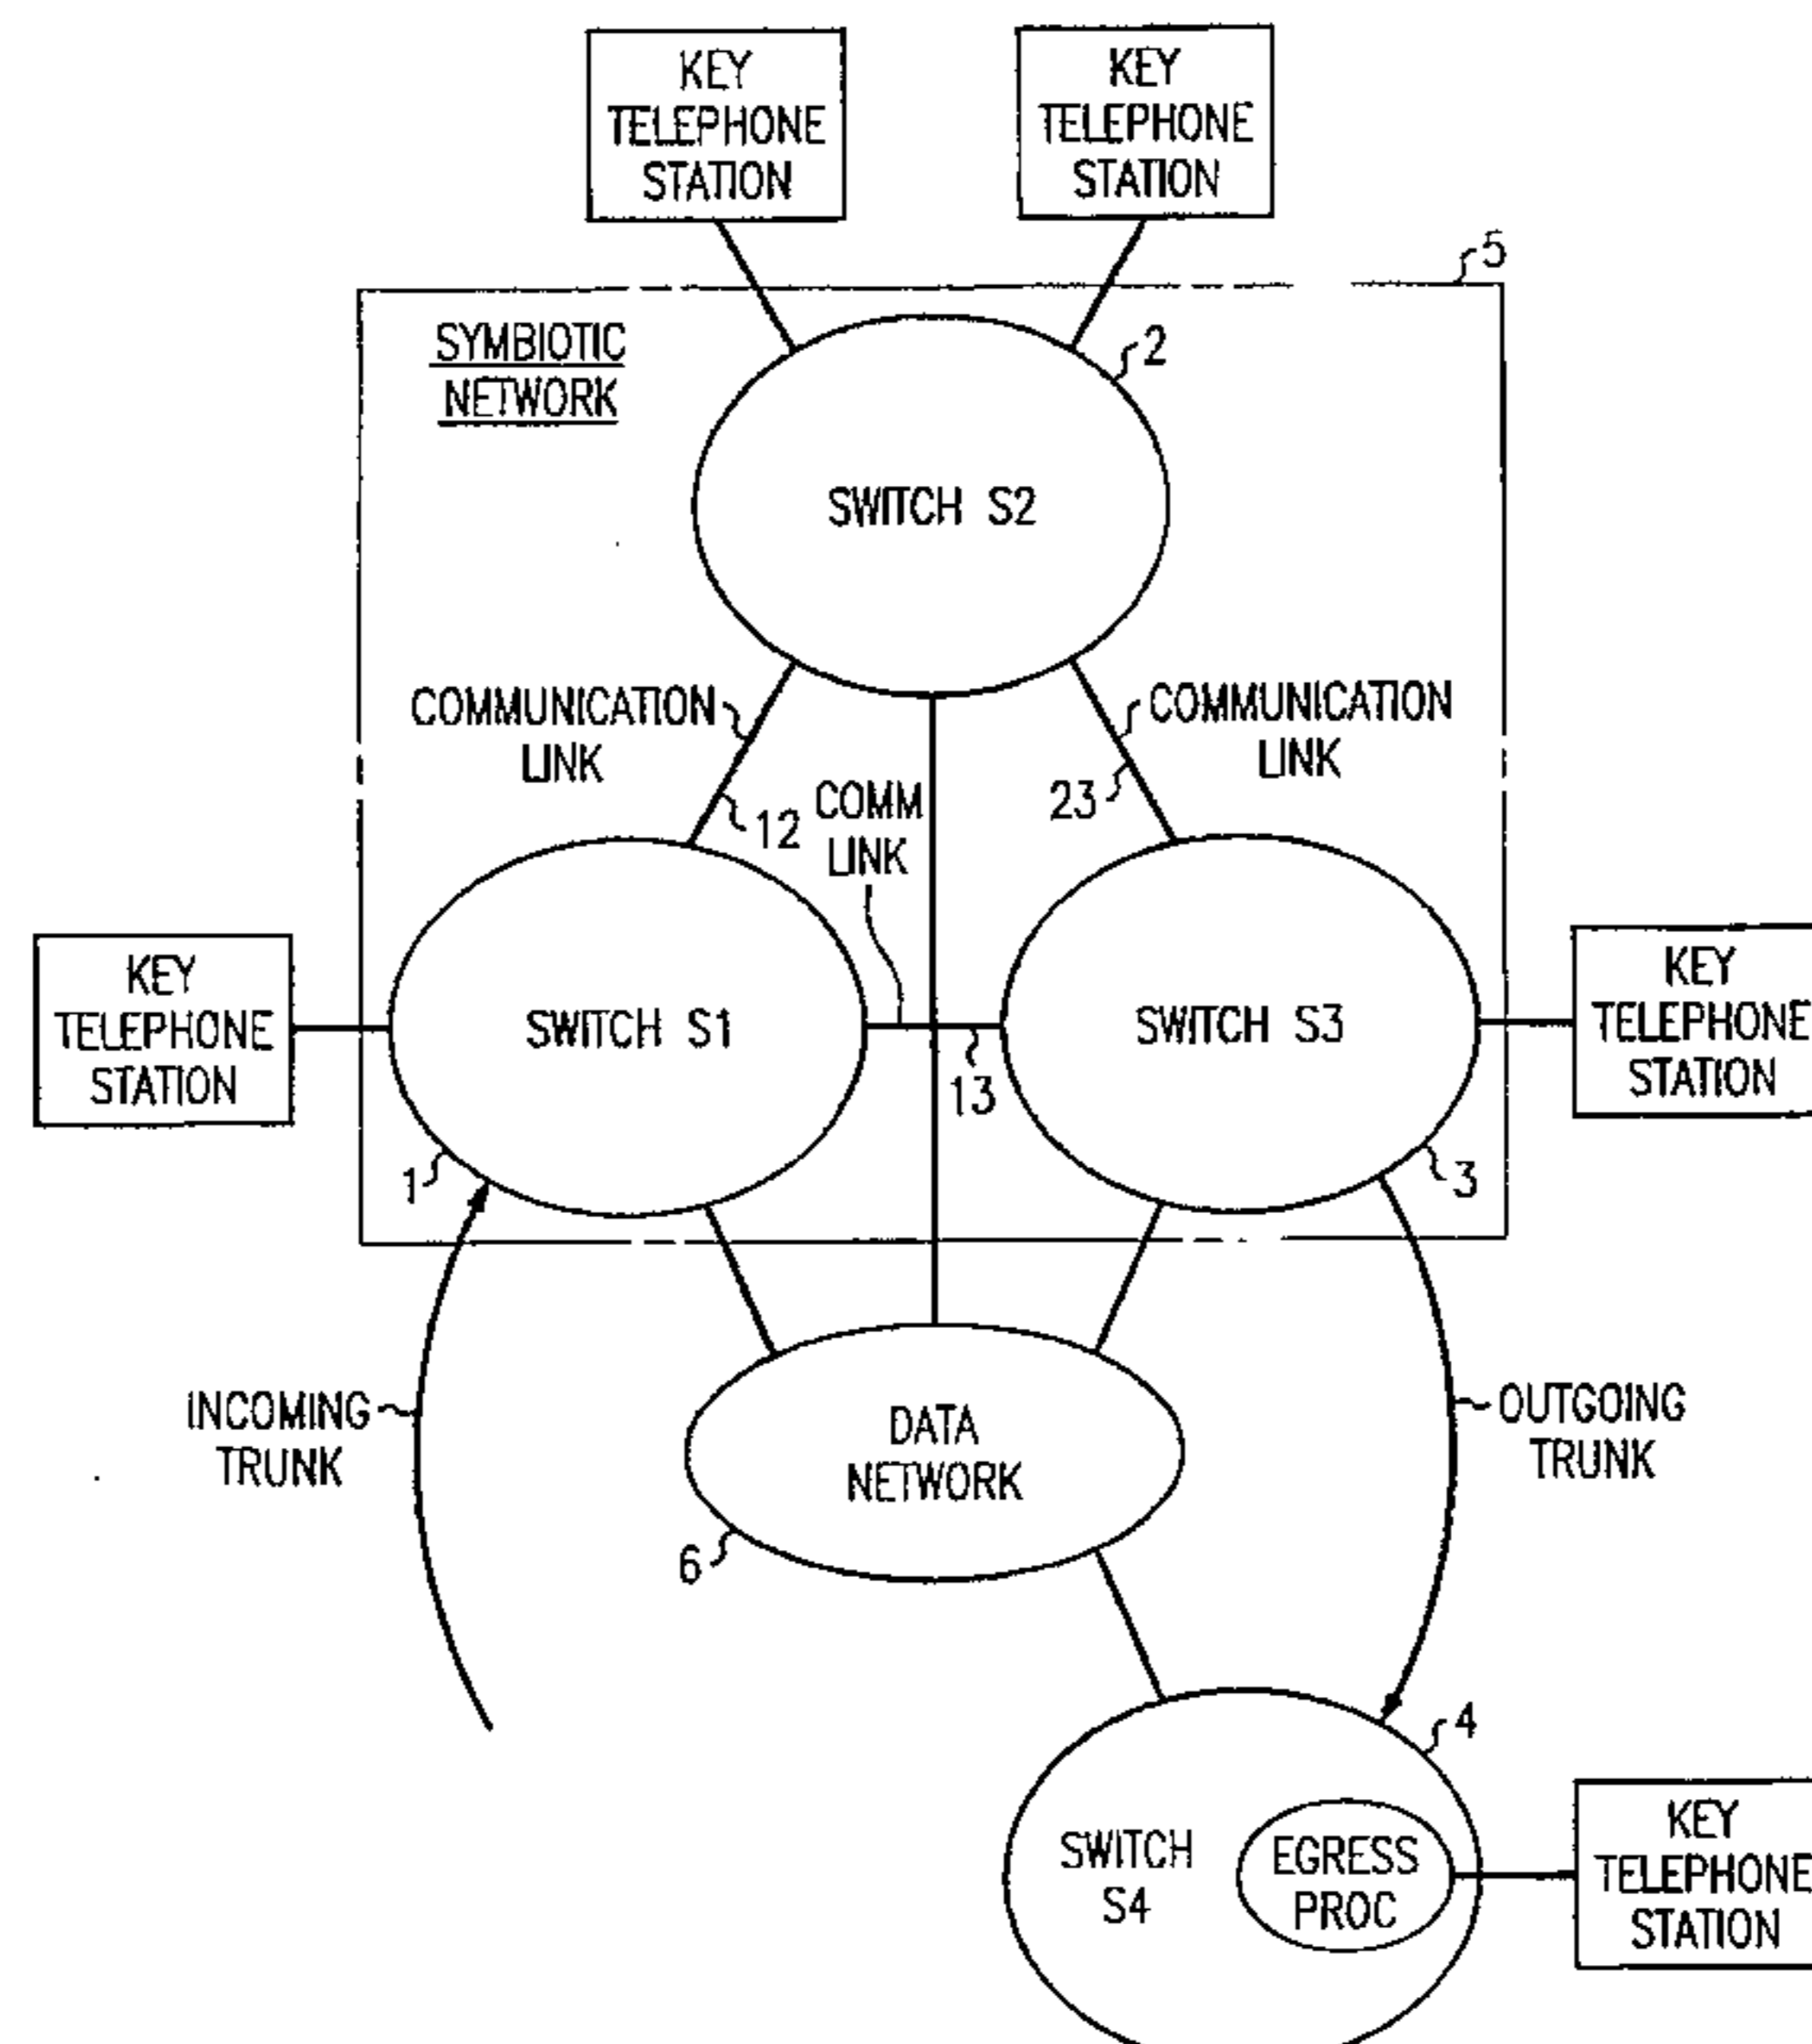 KEY
TELEPHONE
STATION
KEY
TELEPHONE
STATION
5
SYMBIOTIC
NETWORK
2
SWITCH S2
COMMUNICATION
LINK
COMMUNICATION
LINK
12
COMM
LINK
23
KEY
TELEPHONE
STATION
SWITCH S1
SWITCH S3
KEY
TELEPHONE
STATION
13
1
3
INCOMING
TRUNK
DATA
NETWORK
OUTGOING
TRUNK
6
4
SWITCH
S4
EGRESS
PROC
KEY
TELEPHONE
STATION